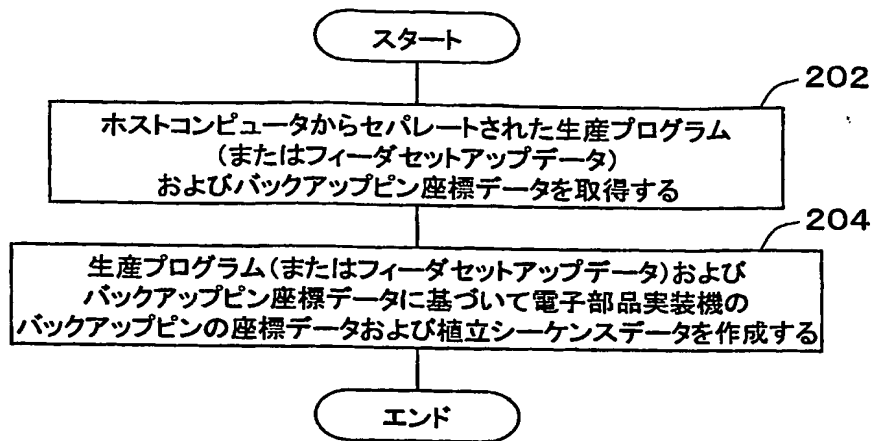 スタート
202
ホストコンピュータからセパレートされた生産プログラム
(またはフィーダセットアップデータ)
およびバックアップピン座標データを取得する
204
生産プログラム(またはフィーダセットアップデータ)および
バックアップピン座標データに基づいて電子部品実装機の
バックアップピンの座標データおよび植立シーケンスデータを作成する
エンド